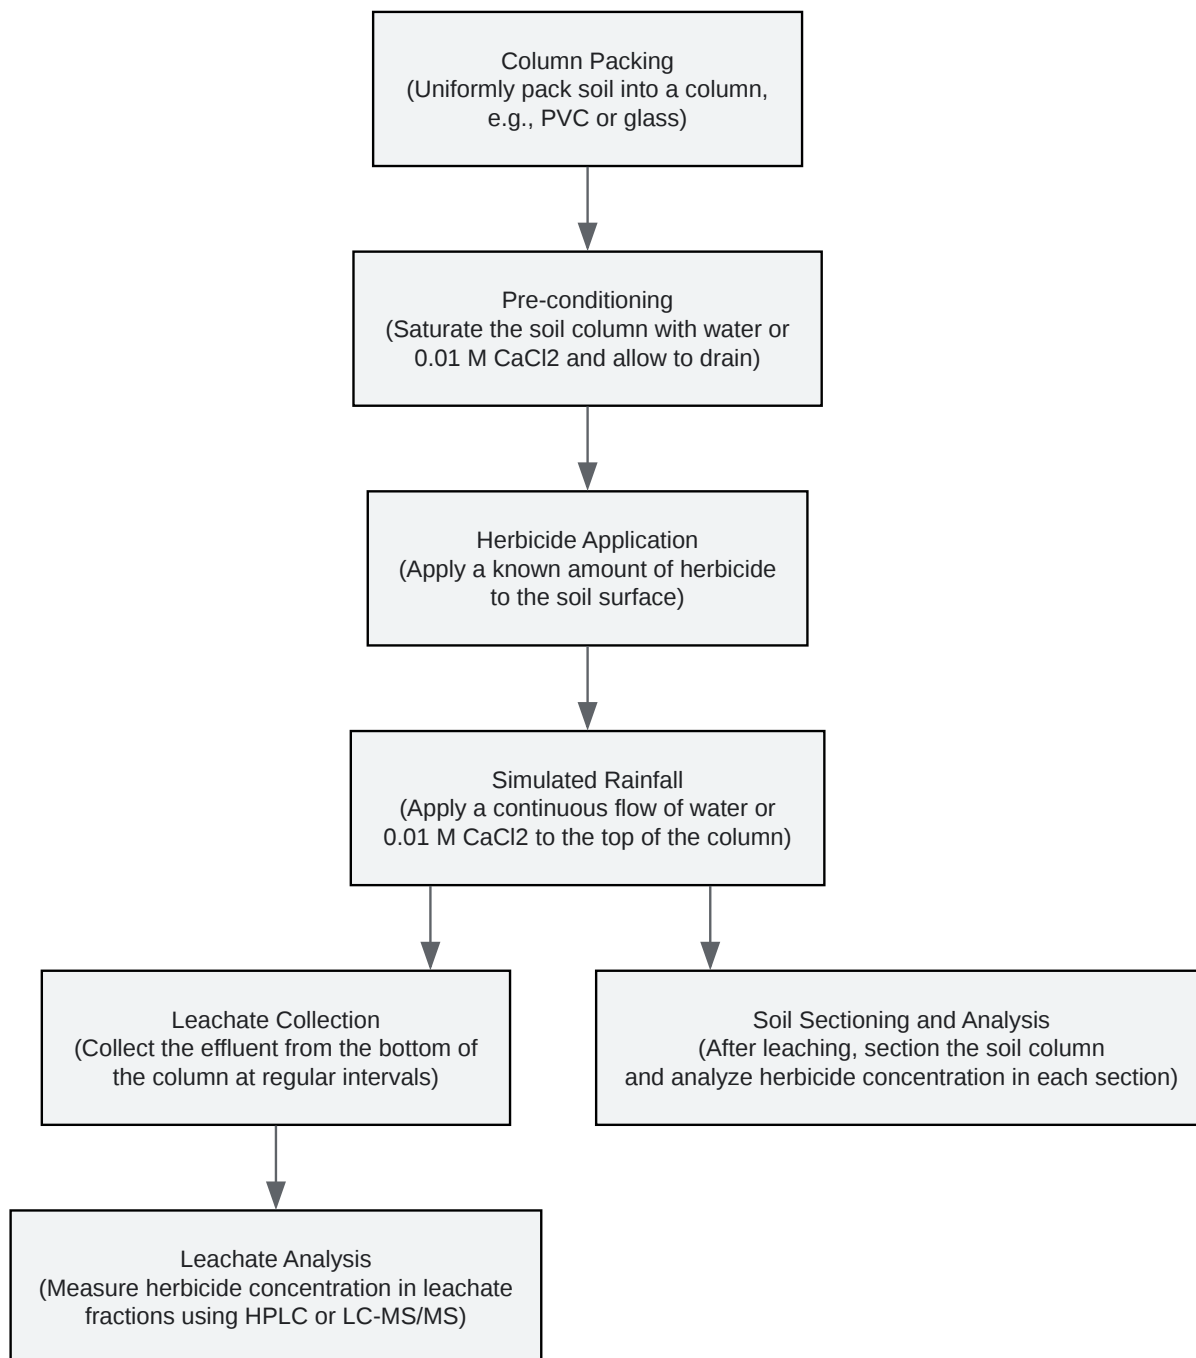 Column Packing
(Uniformly pack soil into a column,
e.g., PVC or glass)
Pre-conditioning
(Saturate the soil column with water or
0.01 M CaCl2 and allow to drain)
Herbicide Application
(Apply a known amount of herbicide
to the soil surface)
Simulated Rainfall
(Apply a continuous flow of water or
0.01 M CaCl2 to the top of the column)
Leachate Collection
(Collect the effluent from the bottom of
the column at regular intervals)
Soil Sectioning and Analysis
(After leaching, section the soil column
and analyze herbicide concentration in each section)
Leachate Analysis
(Measure herbicide concentration in leachate
fractions using HPLC or LC-MS/MS)